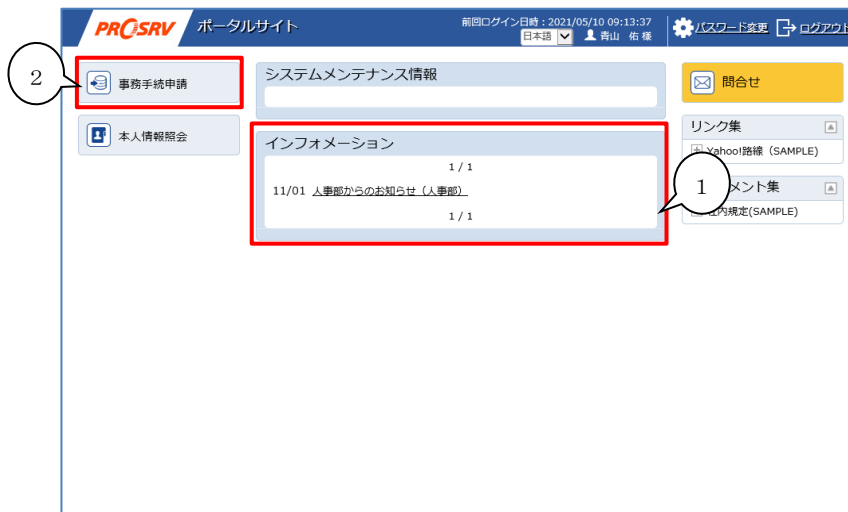 PROSRV ポータルサイト
前回ログイン日時：2021/05/10 09:13:37
日本語 青山 佑 様
パスワード変更 ログアウト
2
事務手続申請
本人情報照会
システムメンテナンス情報
インフォメーション
1 / 1
11/01 人事部からのお知らせ（人事部）
1 / 1
1
問合せ
リンク集
Yahoo!路線（SAMPLE)
メント集
内規定(SAMPLE)